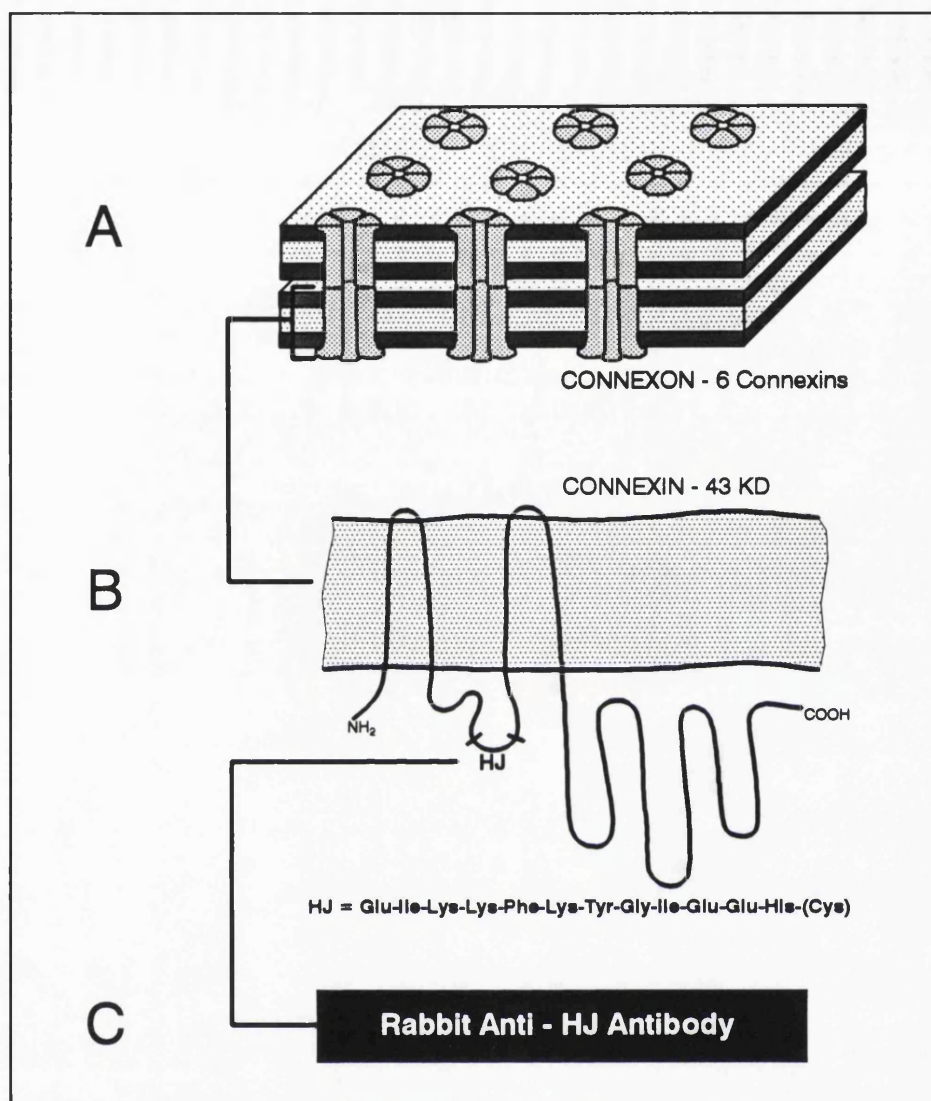 A
CONNEXON - 6 Connexins
CONNEXIN - 43 KD
B
NH₂
COOH
HJ
HJ = Glu-Ile-Lys-Lys-Phe-Lys-Tyr-Gly-Ile-Glu-Glu-His-(Cys)
C
Rabbit Anti - HJ Antibody